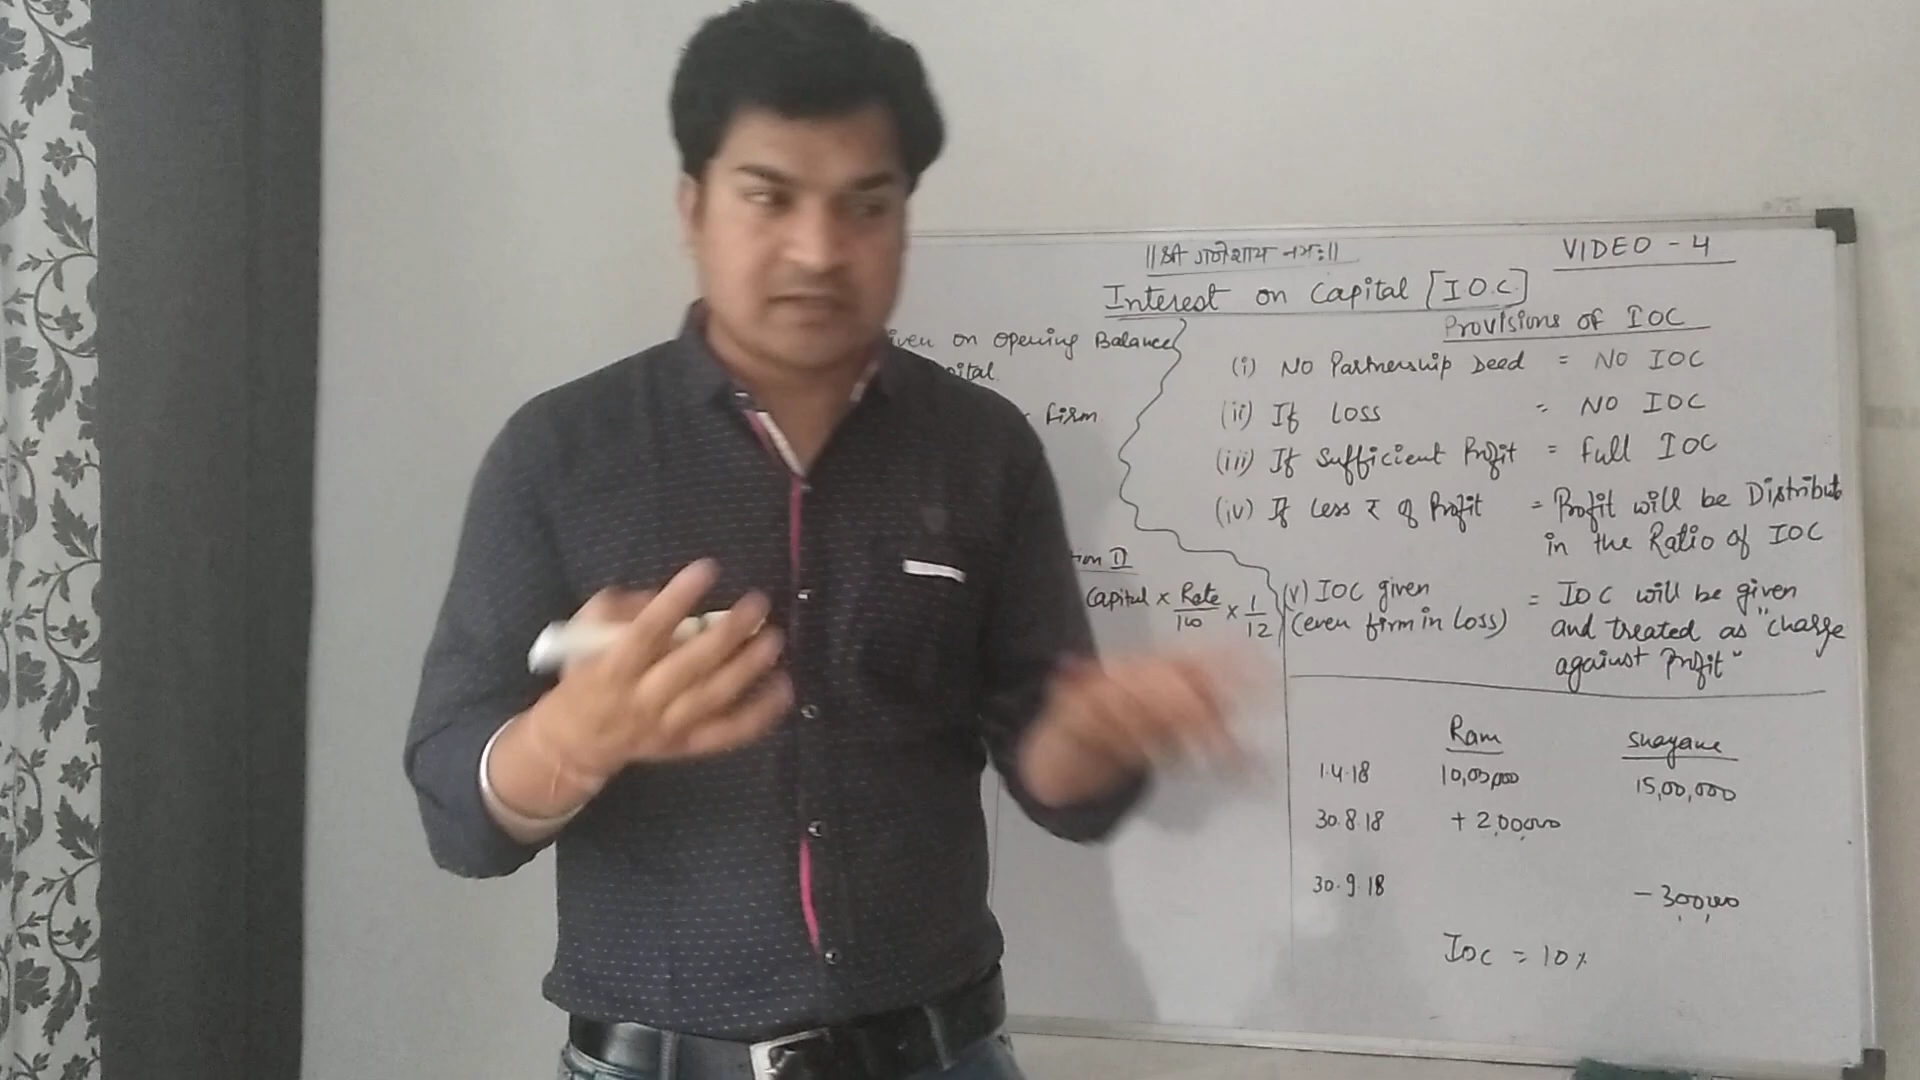 ||श्री गणेशाय नमः||
VIDEO - 4
Interest on Capital [I.O.C.]
on opening Balance
firm
Capital × Rate/100 × 1/12
Provisions of IOC
(i) No Partnership Deed = NO IOC
(ii) If Loss = NO IOC
(iii) If Sufficient Profit = full IOC
(iv) If Less ₹ of Profit = Profit will be Distribut
in the Ratio of IOC
(v) IOC given = IOC will be given
(even firm in Loss) and treated as "charge
against Profit"
Ram
1.4.18 10,00,000 15,00,000
30.8.18 + 2,00,000
30.9.18 - 3,00,000
IOC = 10%